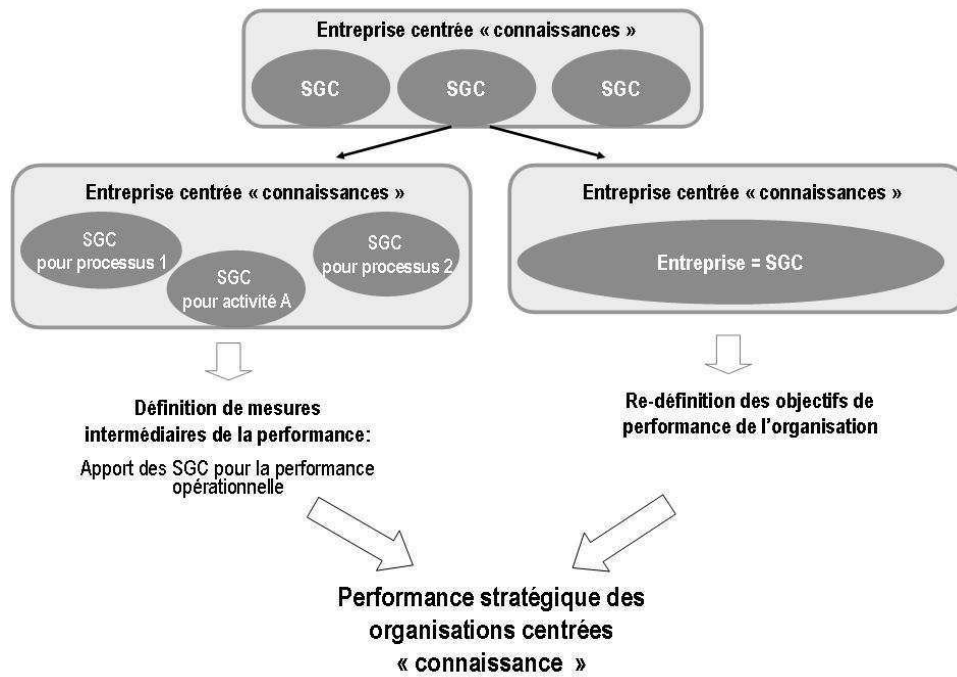 Entreprise centrée « connaissances »
SGC
SGC
SGC
Entreprise centrée « connaissances »
SGC
pour processus 1
SGC
pour activité A
SGC
pour processus 2
Entreprise centrée « connaissances »
Entreprise = SGC
Définition de mesures
intermédiaires de la performance:
Apport des SGC pour la performance
opérationnelle
Re-définition des objectifs de
performance de l'organisation
Performance stratégique des
organisations centrées
« connaissance »